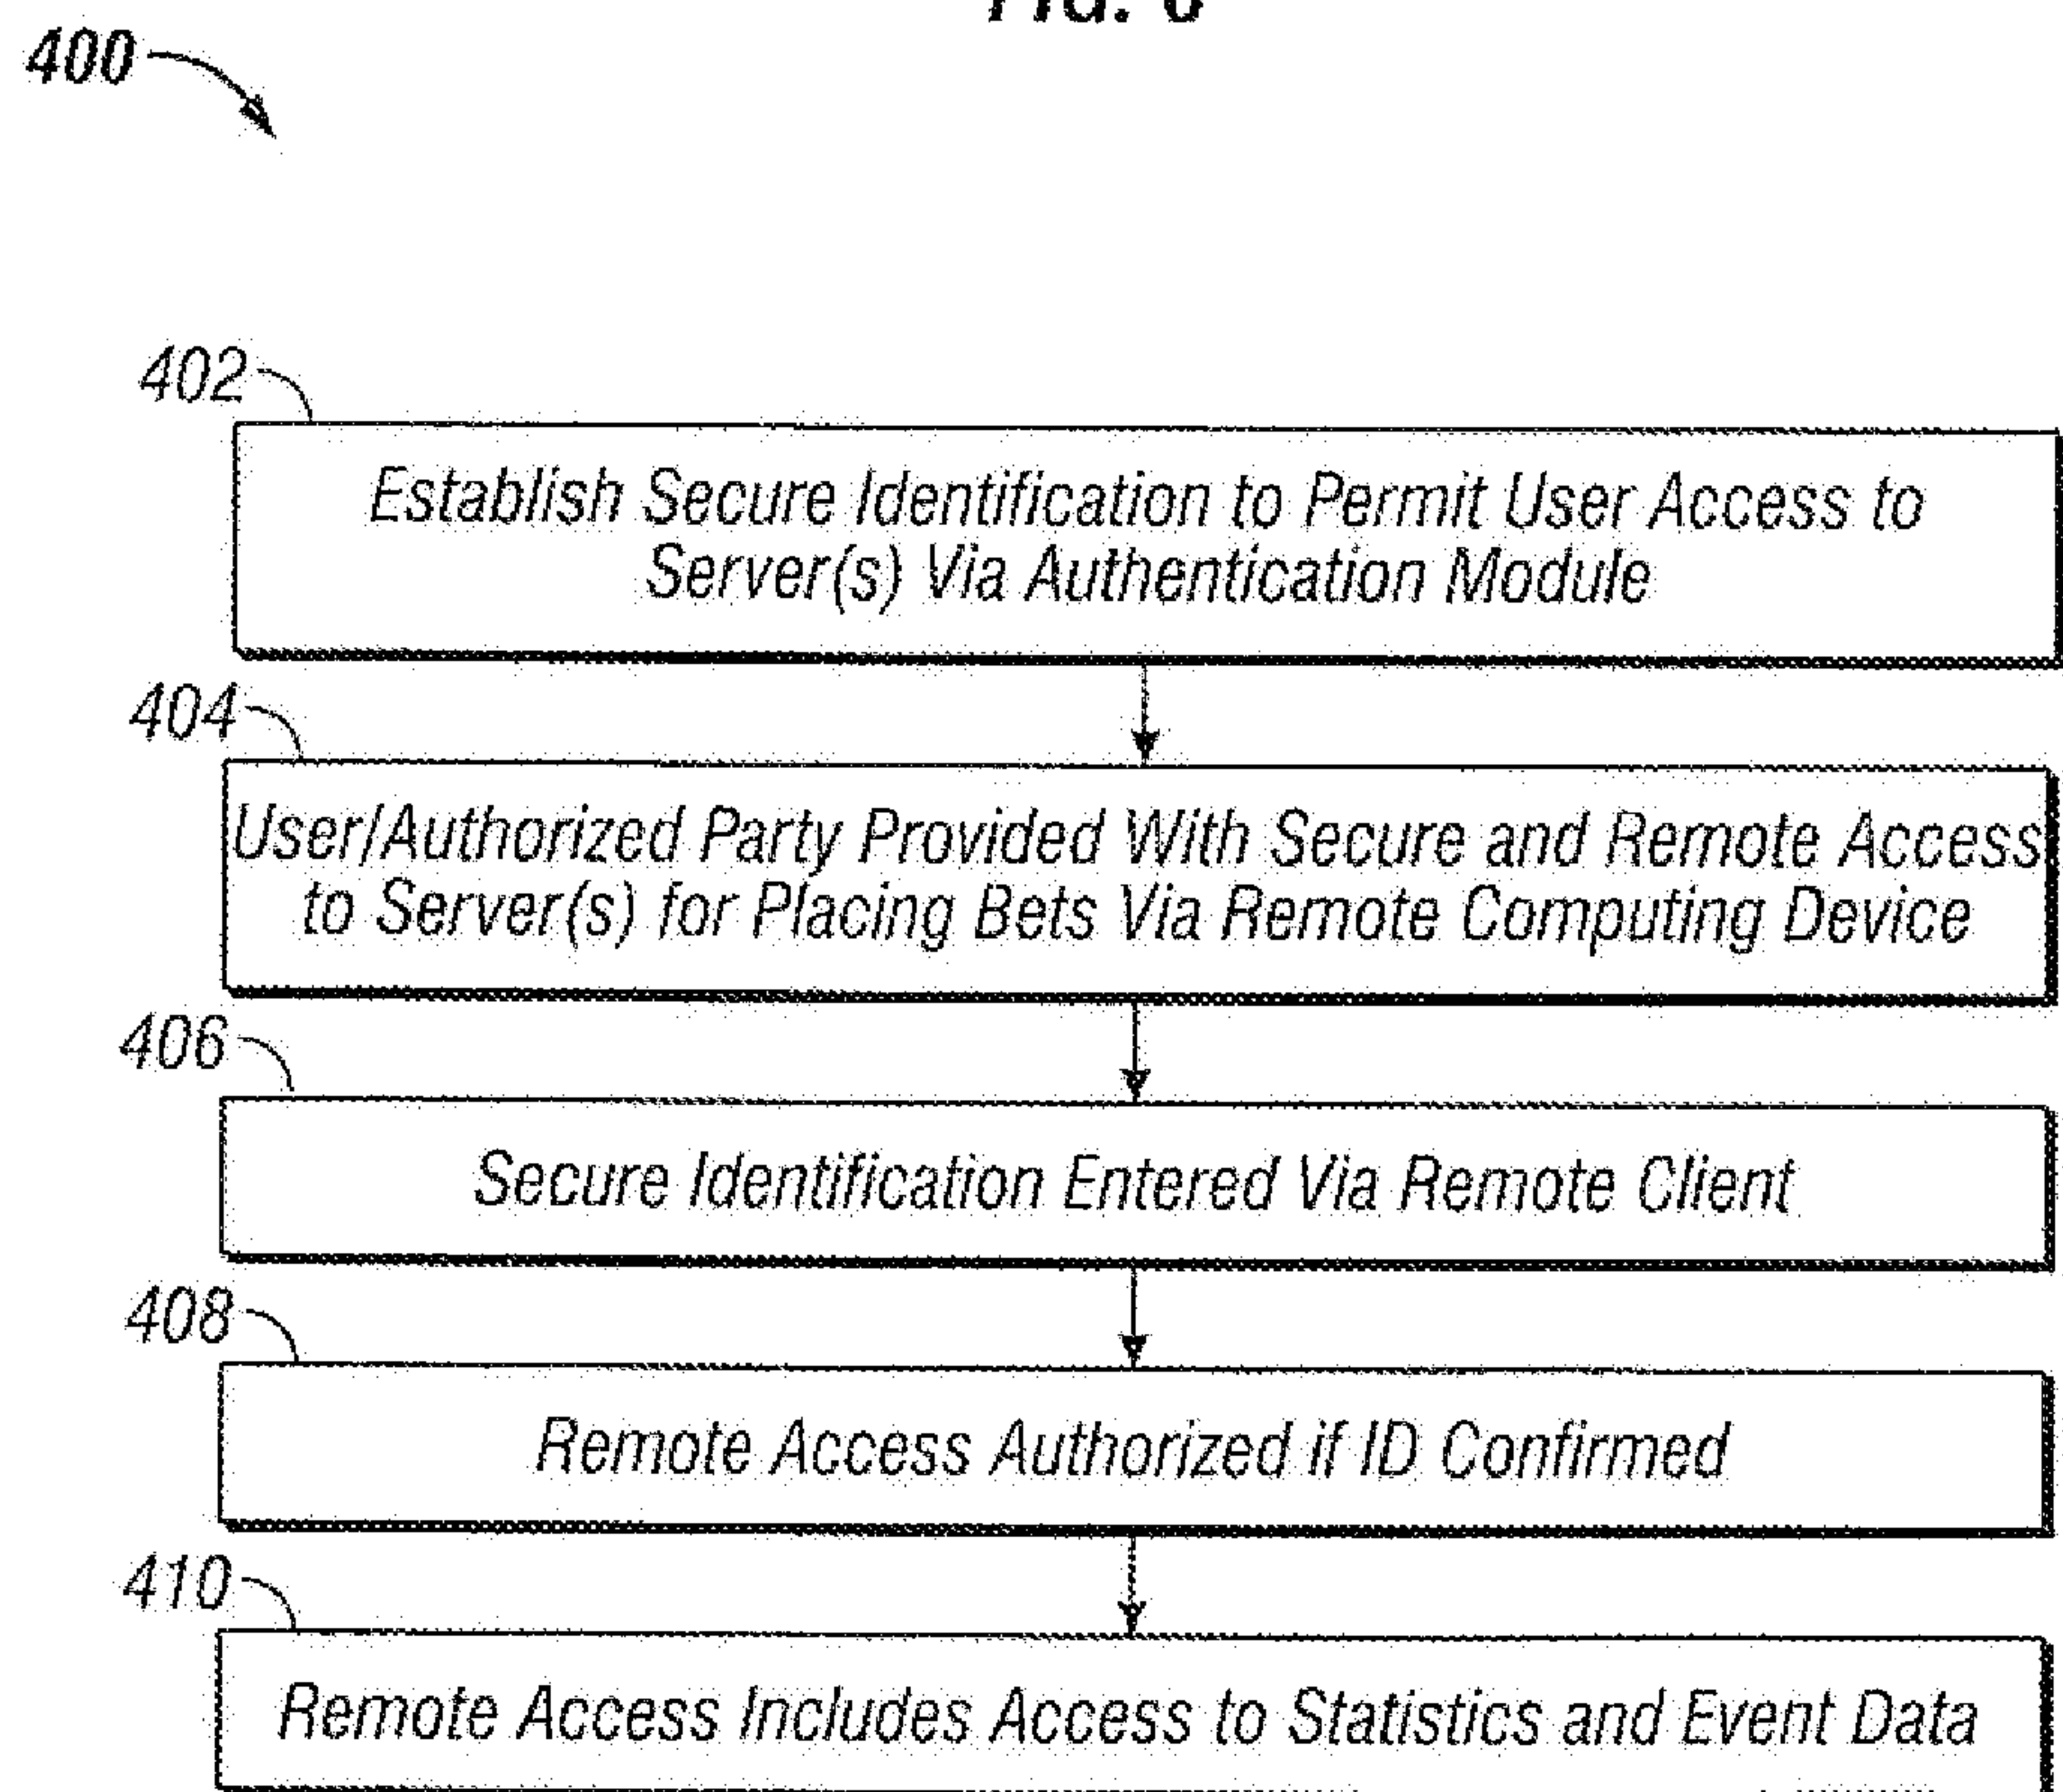 400
402
Establish Secure Identification to Permit User Access to
Server(s) Via Authentication Module
404
User/Authorized Party Provided With Secure and Remote Access
to Server(s) for Placing Bets Via Remote Computing Device
406
Secure Identification Entered Via Remote Client
408
Remote Access Authorized if ID Confirmed
410
Remote Access Includes Access to Statistics and Event Data